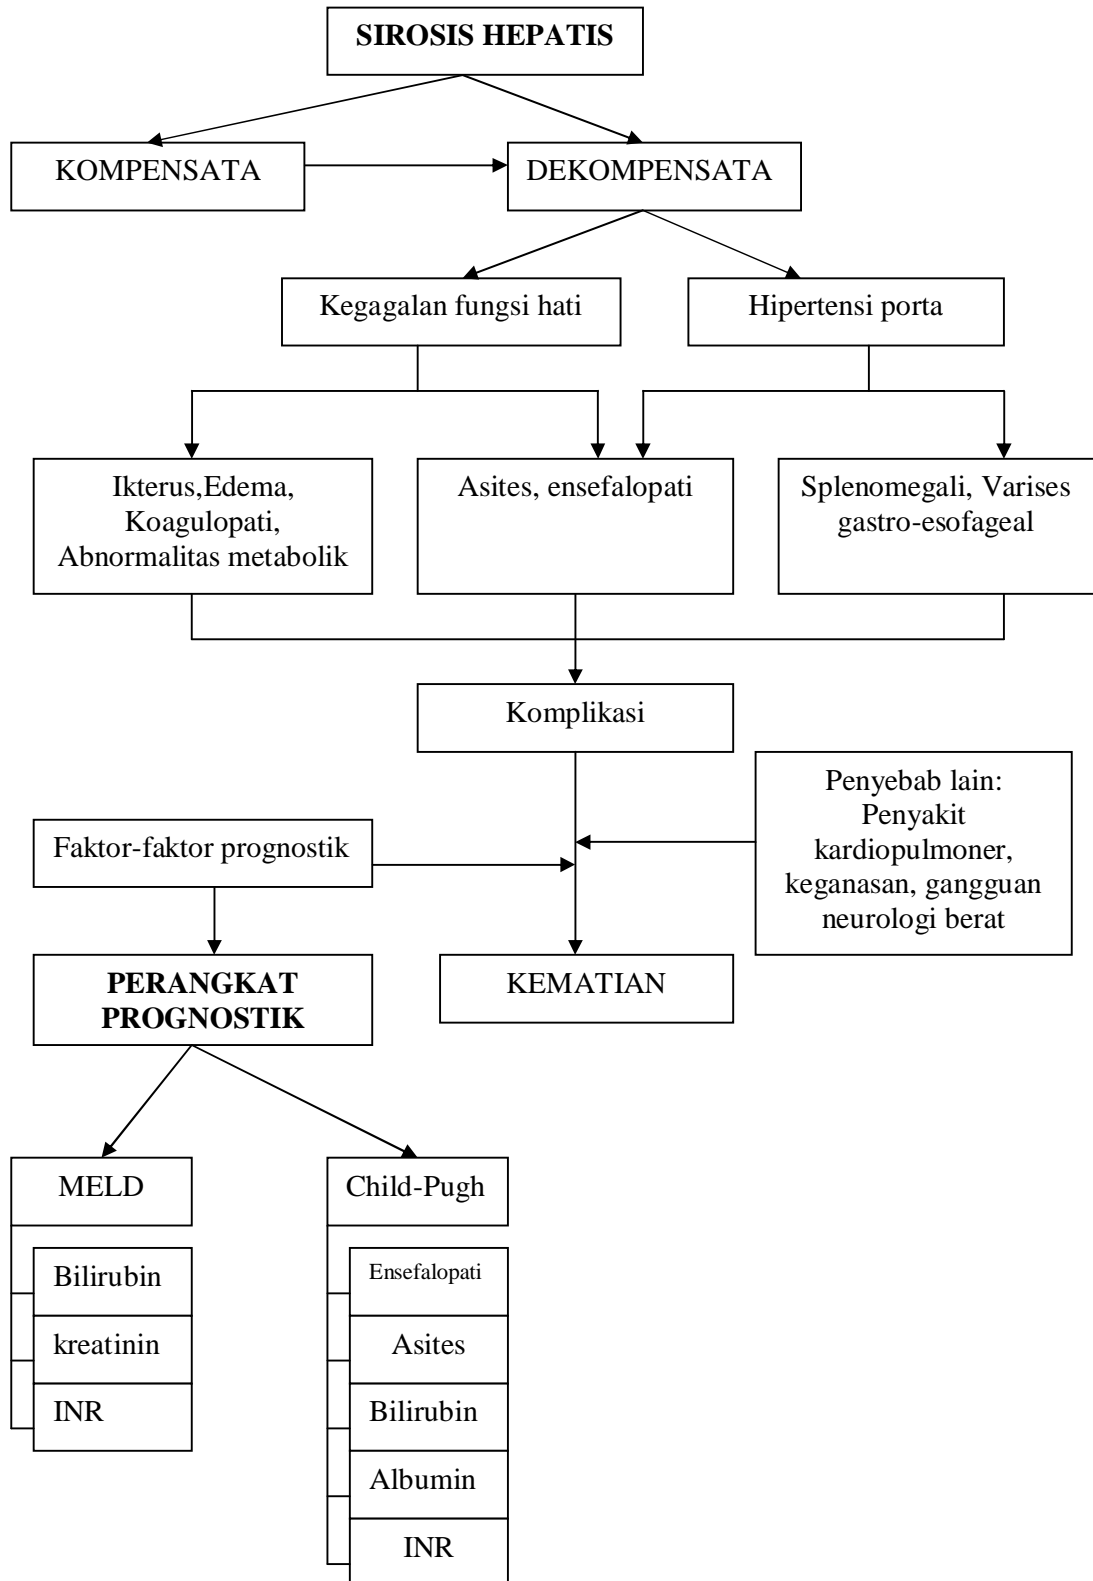 SIROSIS HEPATIS
KOMPENSATA
DEKOMPENSATA
Kegagalan fungsi hati
Hipertensi porta
Ikterus,Edema,
Koagulopati,
Abnormalitas metabolik
Asites, ensefalopati
Splenomegali, Varises
gastro-esofageal
Komplikasi
Penyebab lain:
Penyakit
kardiopulmoner,
keganasan, gangguan
neurologi berat
Faktor-faktor prognostik
PERANGKAT
PROGNOSTIK
KEMATIAN
MELD
Bilirubin
kreatinin
INR
Child-Pugh
Ensefalopati
Asites
Bilirubin
Albumin
INR